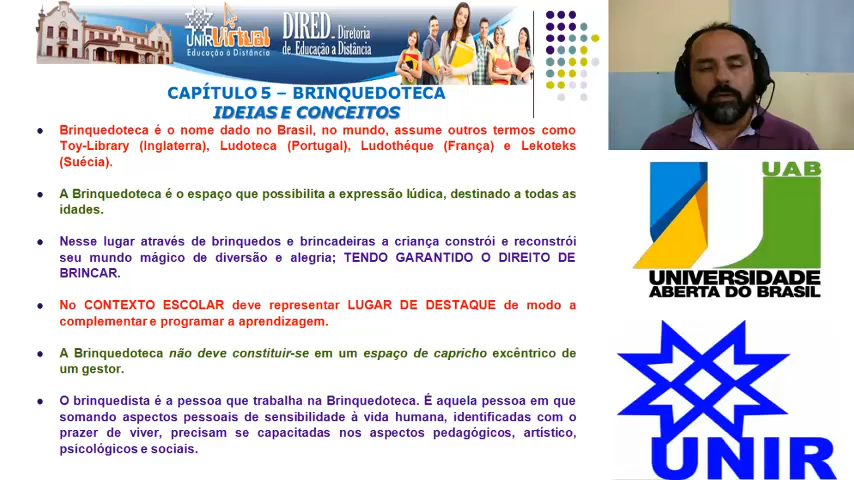 UNIR Virtual
Educação à Distância
DIRED - Diretoria
de Educação a Distância
CAPÍTULO 5 – BRINQUEDOTECA
IDEIAS E CONCEITOS
● Brinquedoteca é o nome dado no Brasil, no mundo, assume outros termos como
Toy-Library (Inglaterra), Ludoteca (Portugal), Ludothéque (França) e Lekoteks
(Suécia).
● A Brinquedoteca é o espaço que possibilita a expressão lúdica, destinado a todas as
idades.
● Nesse lugar através de brinquedos e brincadeiras a criança constrói e reconstrói
seu mundo mágico de diversão e alegria; TENDO GARANTIDO O DIREITO DE
BRINCAR.
● No CONTEXTO ESCOLAR deve representar LUGAR DE DESTAQUE de modo a
complementar e programar a aprendizagem.
● A Brinquedoteca não deve constituir-se em um espaço de capricho excêntrico de
um gestor.
● O brinquedista é a pessoa que trabalha na Brinquedoteca. É aquela pessoa em que
somando aspectos pessoais de sensibilidade à vida humana, identificadas com o
prazer de viver, precisam se capacitadas nos aspectos pedagógicos, artístico,
psicológicos e sociais.
UAB
UNIVERSIDADE
ABERTA DO BRASIL
UNIR